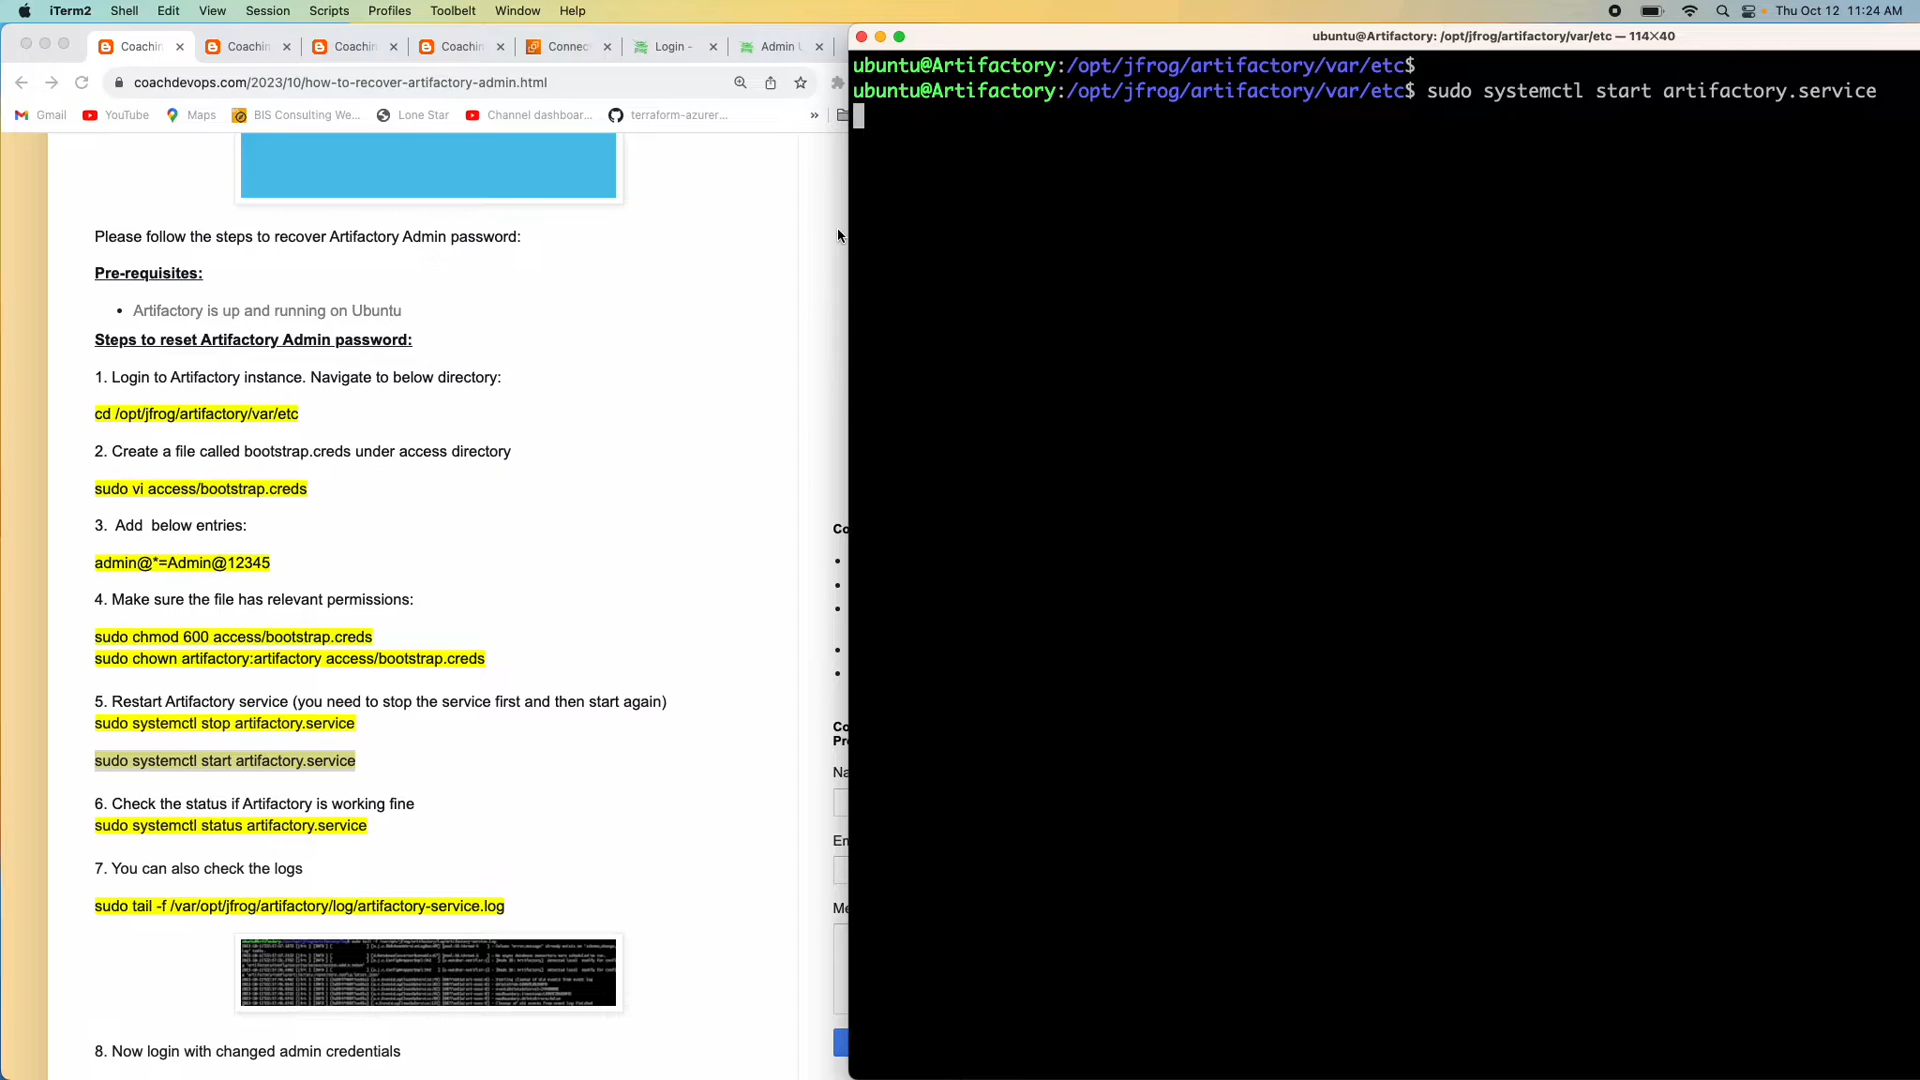 iTerm2 Shell Edit View Session Scripts Profiles Toolbelt Window Help Thu Oct 12 11:24 AM
Coachin Coachin Coachin Coachin Connec Login - Admin
ubuntu@Artifactory: /opt/jfrog/artifactory/var/etc — 114×40
coachdevops.com/2023/10/how-to-recover-artifactory-admin.html
Gmail YouTube Maps BIS Consulting We... Lone Star Channel dashboar... terraform-azurer... »
ubuntu@Artifactory:/opt/jfrog/artifactory/var/etc$
ubuntu@Artifactory:/opt/jfrog/artifactory/var/etc$ sudo systemctl start artifactory.service
Please follow the steps to recover Artifactory Admin password:
Pre-requisites:
• Artifactory is up and running on Ubuntu
Steps to reset Artifactory Admin password:
1. Login to Artifactory instance. Navigate to below directory:
cd /opt/jfrog/artifactory/var/etc
2. Create a file called bootstrap.creds under access directory
sudo vi access/bootstrap.creds
3. Add below entries:
admin@*=Admin@12345
4. Make sure the file has relevant permissions:
sudo chmod 600 access/bootstrap.creds
sudo chown artifactory:artifactory access/bootstrap.creds
5. Restart Artifactory service (you need to stop the service first and then start again)
sudo systemctl stop artifactory.service
sudo systemctl start artifactory.service
6. Check the status if Artifactory is working fine
sudo systemctl status artifactory.service
7. You can also check the logs
sudo tail -f /var/opt/jfrog/artifactory/log/artifactory-service.log
8. Now login with changed admin credentials
Co
Co
Pr
Na
En
Me